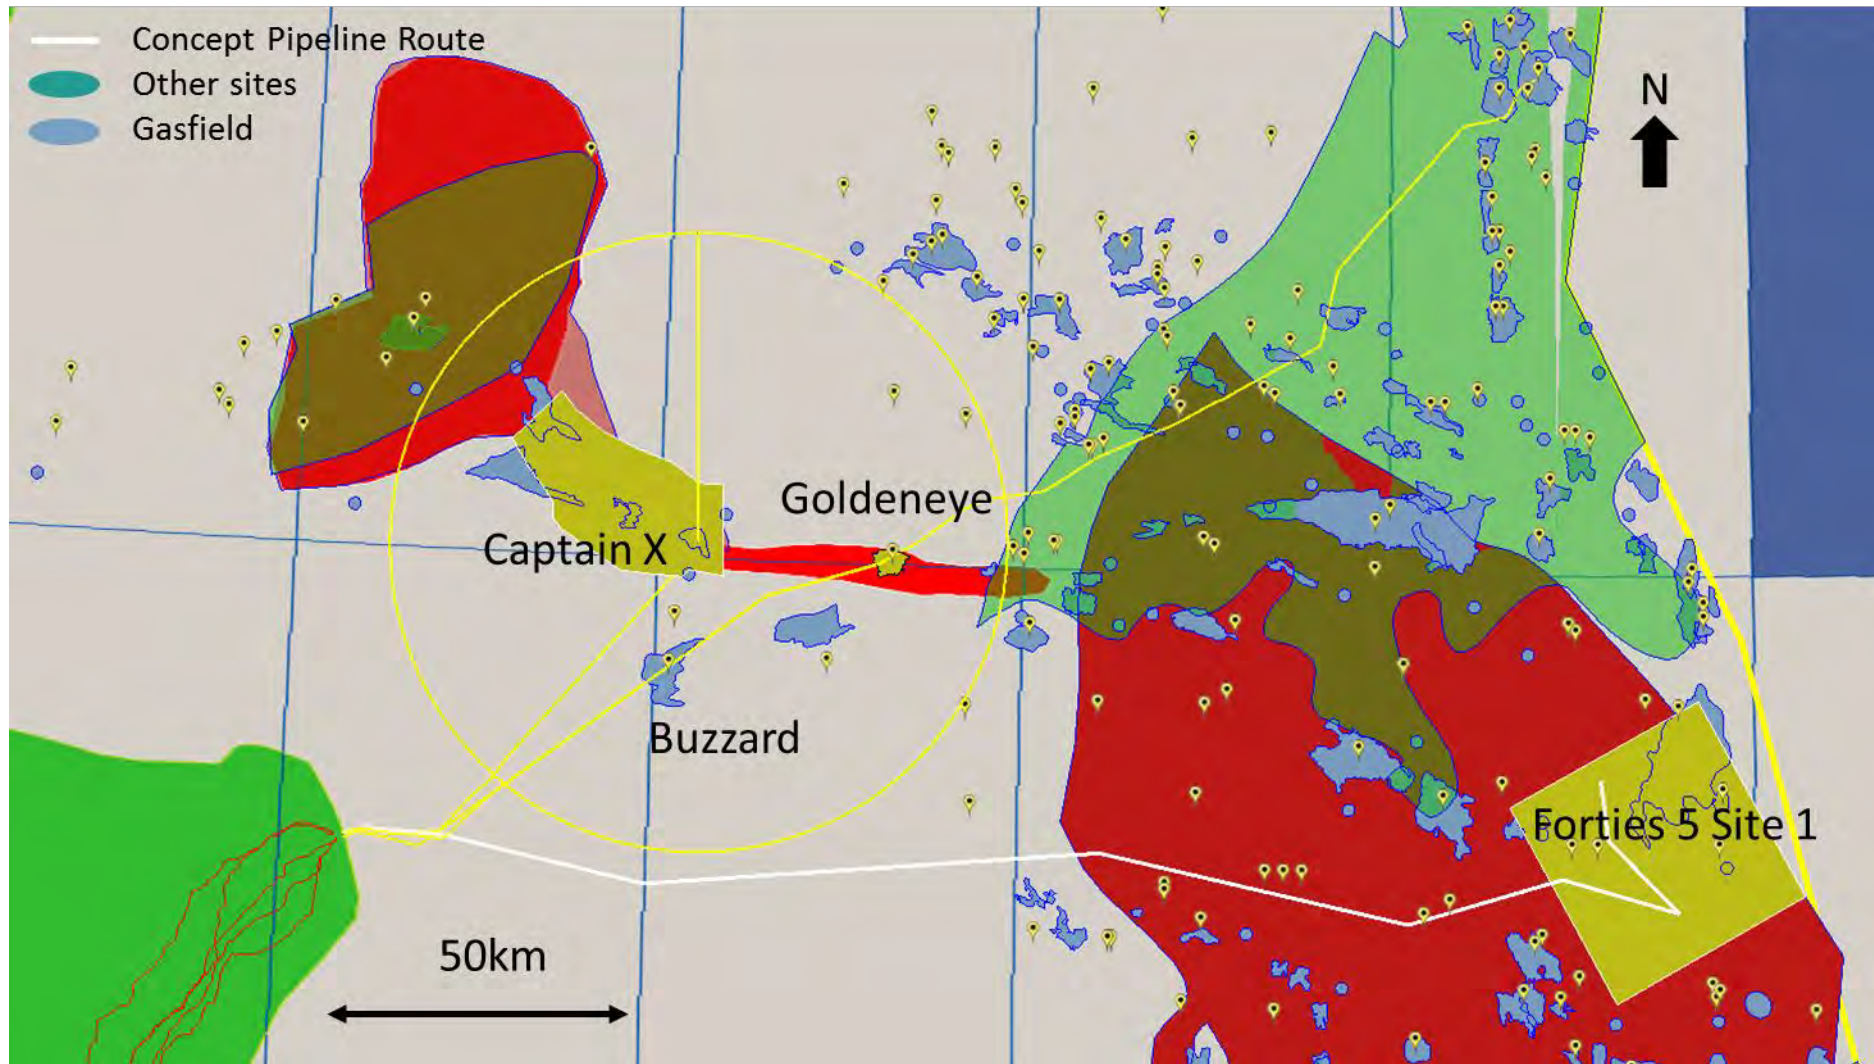 Concept Pipeline Route
Other sites
Gasfield
N
Goldeneye
Captain X
Buzzard
Forties 5 Site 1
50km